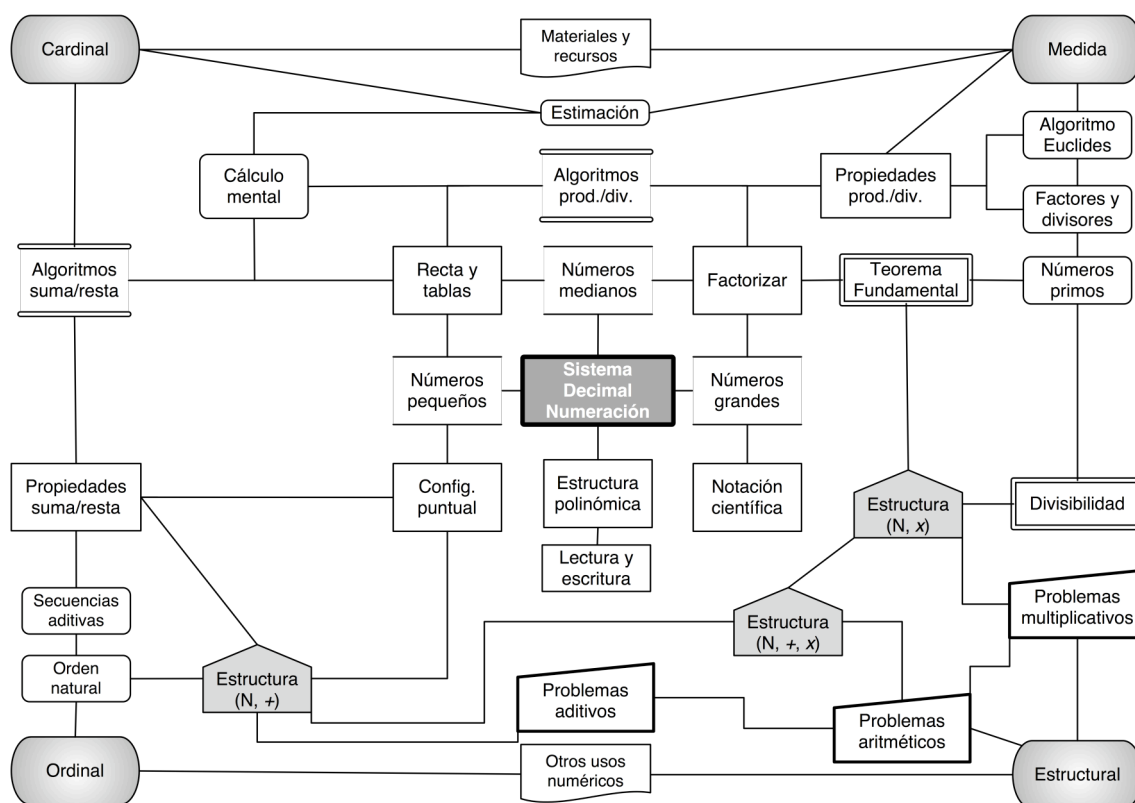 Cardinal
Materiales y
recursos
Medida
Estimación
Algoritmo
Euclides
Cálculo
mental
Algoritmos
prod./div.
Propiedades
prod./div.
Factores y
divisores
Algoritmos
suma/resta
Recta y
tablas
Números
medianos
Factorizar
Teorema
Fundamental
Números
primos
Números
pequeños
Sistema
Decimal
Numeración
Números
grandes
Propiedades
suma/resta
Config.
puntual
Estructura
polinómica
Notación
científica
Estructura
(N, x)
Divisibilidad
Lectura y
escritura
Secuencias
aditivas
Estructura
(N, +, x)
Problemas
multiplicativos
Orden
natural
Estructura
(N, +)
Problemas
aditivos
Problemas
aritméticos
Ordinal
Otros usos
numéricos
Estructural